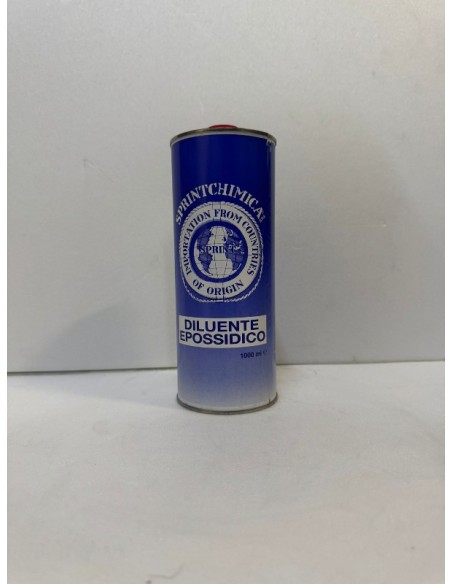 SPRINTCHIMICA
IMPORTATION FROM COUNTRIES
OF ORIGIN
SPRINT
DILUENTE
EPOSSIDICO
1000 ml